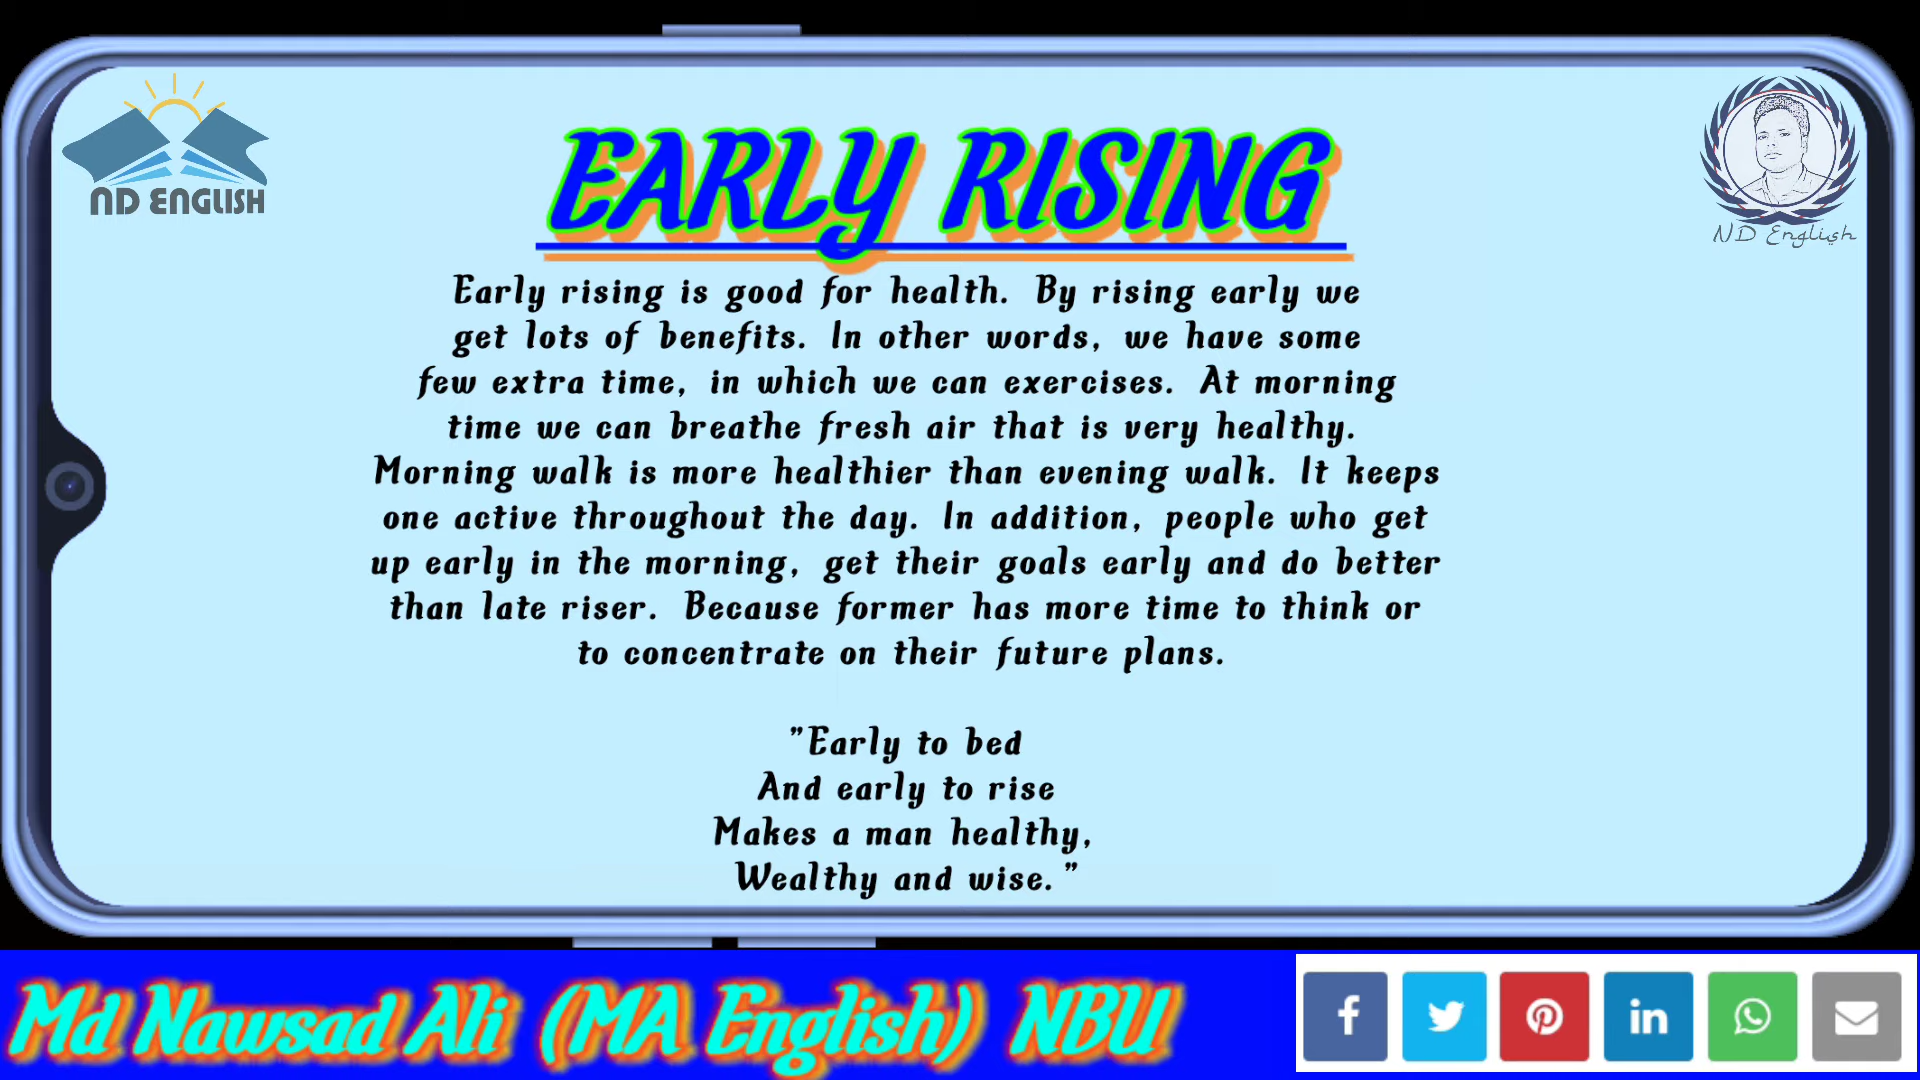 ND ENGLISH
ND English
EARLY RISING
Early rising is good for health. By rising early we
get lots of benefits. In other words, we have some
few extra time, in which we can exercises. At morning
time we can breathe fresh air that is very healthy.
Morning walk is more healthier than evening walk. It keeps
one active throughout the day. In addition, people who get
up early in the morning, get their goals early and do better
than late riser. Because former has more time to think or
to concentrate on their future plans.
"Early to bed
And early to rise
Makes a man healthy,
Wealthy and wise."
Md Nawsad Ali (MA English) NBU